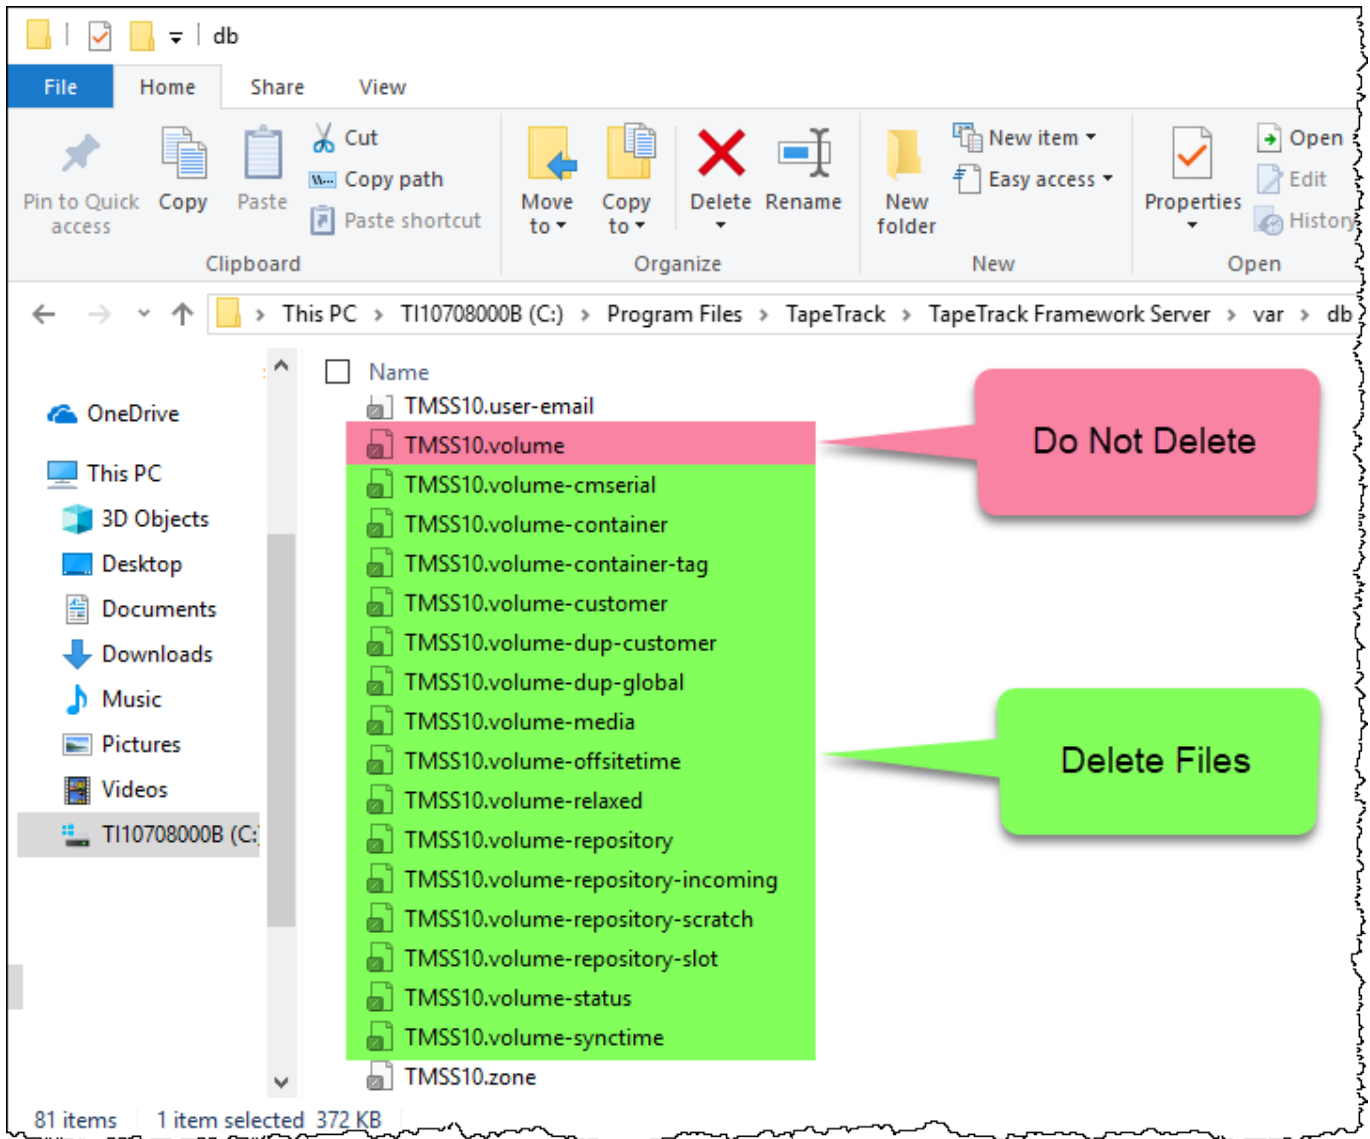 db
File Home Share View
Pin to Quick access
Copy
Paste
Cut
Copy path
Paste shortcut
Clipboard
Move to
Copy to
Delete
Rename
Organize
New folder
New item
Easy access
New
Properties
Open
Edit
History
Open
This PC > TI10708000B (C:) > Program Files > TapeTrack > TapeTrack Framework Server > var > db
OneDrive
This PC
3D Objects
Desktop
Documents
Downloads
Music
Pictures
Videos
TI10708000B (C:)
Name
TMSS10.user-email
TMSS10.volume
TMSS10.volume-cmserial
TMSS10.volume-container
TMSS10.volume-container-tag
TMSS10.volume-customer
TMSS10.volume-dup-customer
TMSS10.volume-dup-global
TMSS10.volume-media
TMSS10.volume-offsitetime
TMSS10.volume-relaxed
TMSS10.volume-repository
TMSS10.volume-repository-incoming
TMSS10.volume-repository-scratch
TMSS10.volume-repository-slot
TMSS10.volume-status
TMSS10.volume-synctime
TMSS10.zone
Do Not Delete
Delete Files
81 items 1 item selected 372 KB